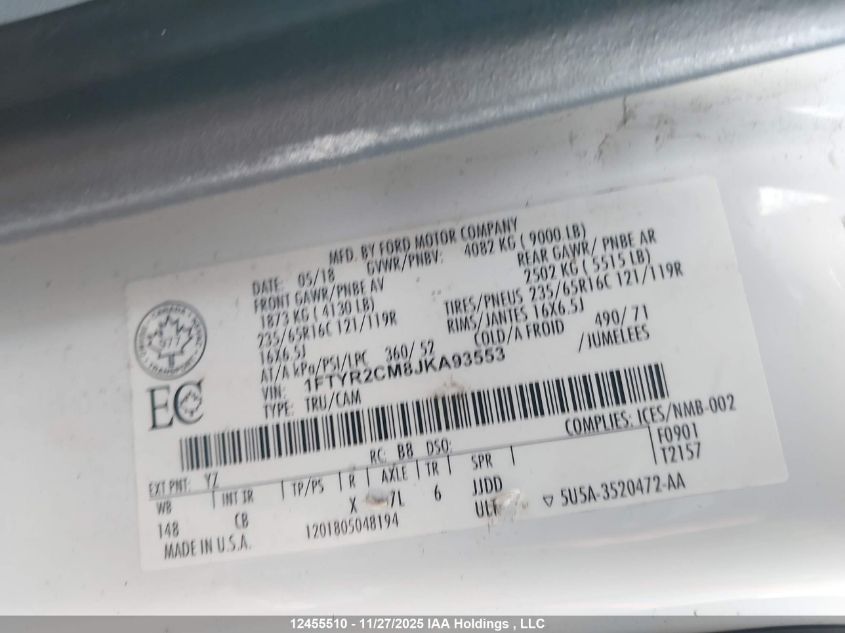 MFD. BY FORD MOTOR COMPANY
DATE: 05/18 GVWR/PNBV: 4082 KG ( 9000 LB)
FRONT GAWR/PNBE AV REAR GAWR/ PNBE AR
1873 KG ( 4130 LB) 2502 KG ( 5515 LB)
235/65R16C 121/119R TIRES/PNEUS 235/65R16C 121/119R
16X6.5J RIMS/JANTES 16X6.5J
AT/A kPa/PSI/LPC 360/ 52 COLD/A FROID 490/ 71
VIN: 1FTYR2CM8JKA93553 /JUMELEES
TYPE: TRU/CAM
CANADA
TRANSPORT
177
EC
COMPLIES: ICES/NMB-002
RC: B8 DSO: F0901
EXT PNT: YZ T2157
WB INT TR TP/PS R AXLE TR SPR
148 CB X 7L 6 JJDD
ULT
MADE IN U.S.A. 1201805048194 5U5A-3520472-AA
12455510 - 11/27/2025 IAA Holdings , LLC